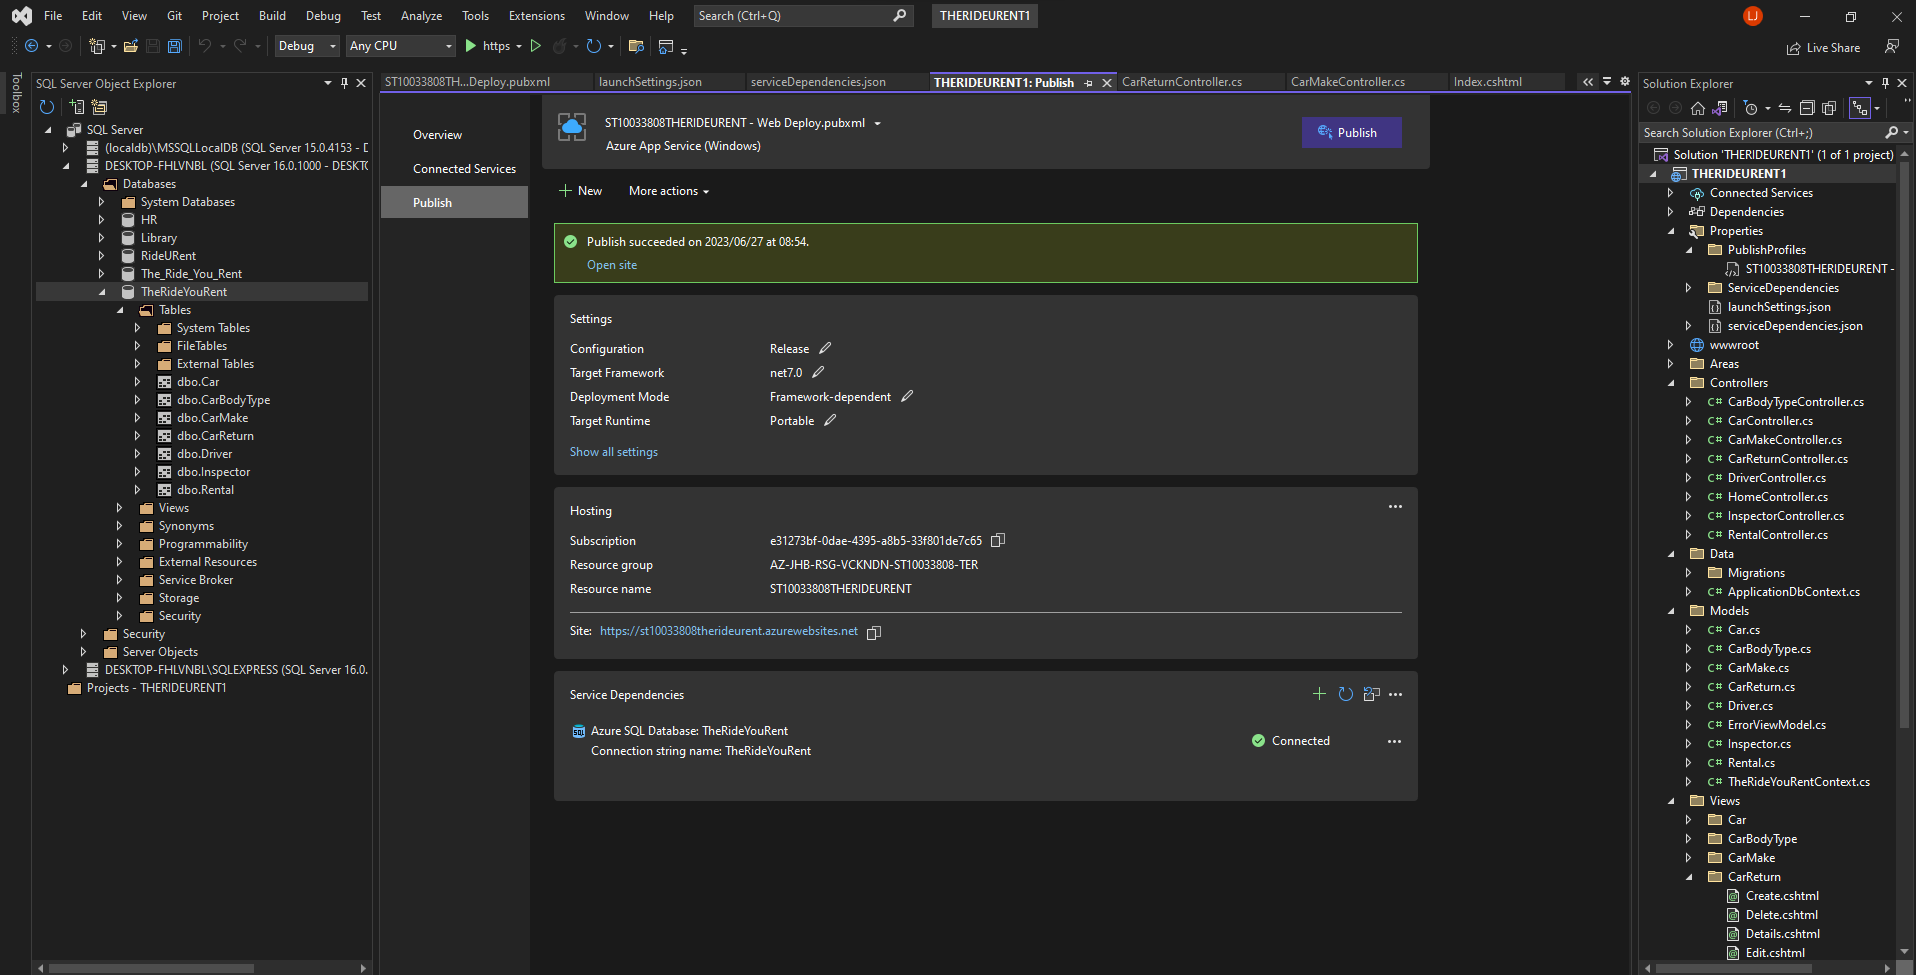 File Edit View Git Project Build Debug Test Analyze Tools Extensions Window Help Search (Ctrl+Q) THERIDEURENT1 LJ
Debug Any CPU https Live Share
Toolbox
SQL Server Object Explorer
SQL Server
(localdb)\MSSQLLocalDB (SQL Server 15.0.4153 - D
DESKTOP-FHLVNBL (SQL Server 16.0.1000 - DESKTO
Databases
System Databases
HR
Library
RideURent
The_Ride_You_Rent
TheRideYouRent
Tables
System Tables
FileTables
External Tables
dbo.Car
dbo.CarBodyType
dbo.CarMake
dbo.CarReturn
dbo.Driver
dbo.Inspector
dbo.Rental
Views
Synonyms
Programmability
External Resources
Service Broker
Storage
Security
Security
Server Objects
DESKTOP-FHLVNBL\SQLEXPRESS (SQL Server 16.0.
Projects - THERIDEURENT1
ST10033808TH...Deploy.pubxml launchSettings.json serviceDependencies.json THERIDEURENT1: Publish CarReturnController.cs CarMakeController.cs Index.cshtml
Overview
Connected Services
Publish
ST10033808THERIDEURENT - Web Deploy.pubxml
Azure App Service (Windows)
Publish
New More actions
Publish succeeded on 2023/06/27 at 08:54.
Open site
Settings
Configuration Release
Target Framework net7.0
Deployment Mode Framework-dependent
Target Runtime Portable
Show all settings
Hosting
Subscription e31273bf-0dae-4395-a8b5-33f801de7c65
Resource group AZ-JHB-RSG-VCKNDN-ST10033808-TER
Resource name ST10033808THERIDEURENT
Site: https://st10033808therideurent.azurewebsites.net
Service Dependencies
Azure SQL Database: TheRideYouRent
Connection string name: TheRideYouRent
Connected
Solution Explorer
Search Solution Explorer (Ctrl+;)
Solution 'THERIDEURENT1' (1 of 1 project)
THERIDEURENT1
Connected Services
Dependencies
Properties
PublishProfiles
ST10033808THERIDEURENT -
ServiceDependencies
launchSettings.json
serviceDependencies.json
wwwroot
Areas
Controllers
C# CarBodyTypeController.cs
C# CarController.cs
C# CarMakeController.cs
C# CarReturnController.cs
C# DriverController.cs
C# HomeController.cs
C# InspectorController.cs
C# RentalController.cs
Data
Migrations
C# ApplicationDbContext.cs
Models
C# Car.cs
C# CarBodyType.cs
C# CarMake.cs
C# CarReturn.cs
C# Driver.cs
C# ErrorViewModel.cs
C# Inspector.cs
C# Rental.cs
C# TheRideYouRentContext.cs
Views
Car
CarBodyType
CarMake
CarReturn
Create.cshtml
Delete.cshtml
Details.cshtml
Edit.cshtml